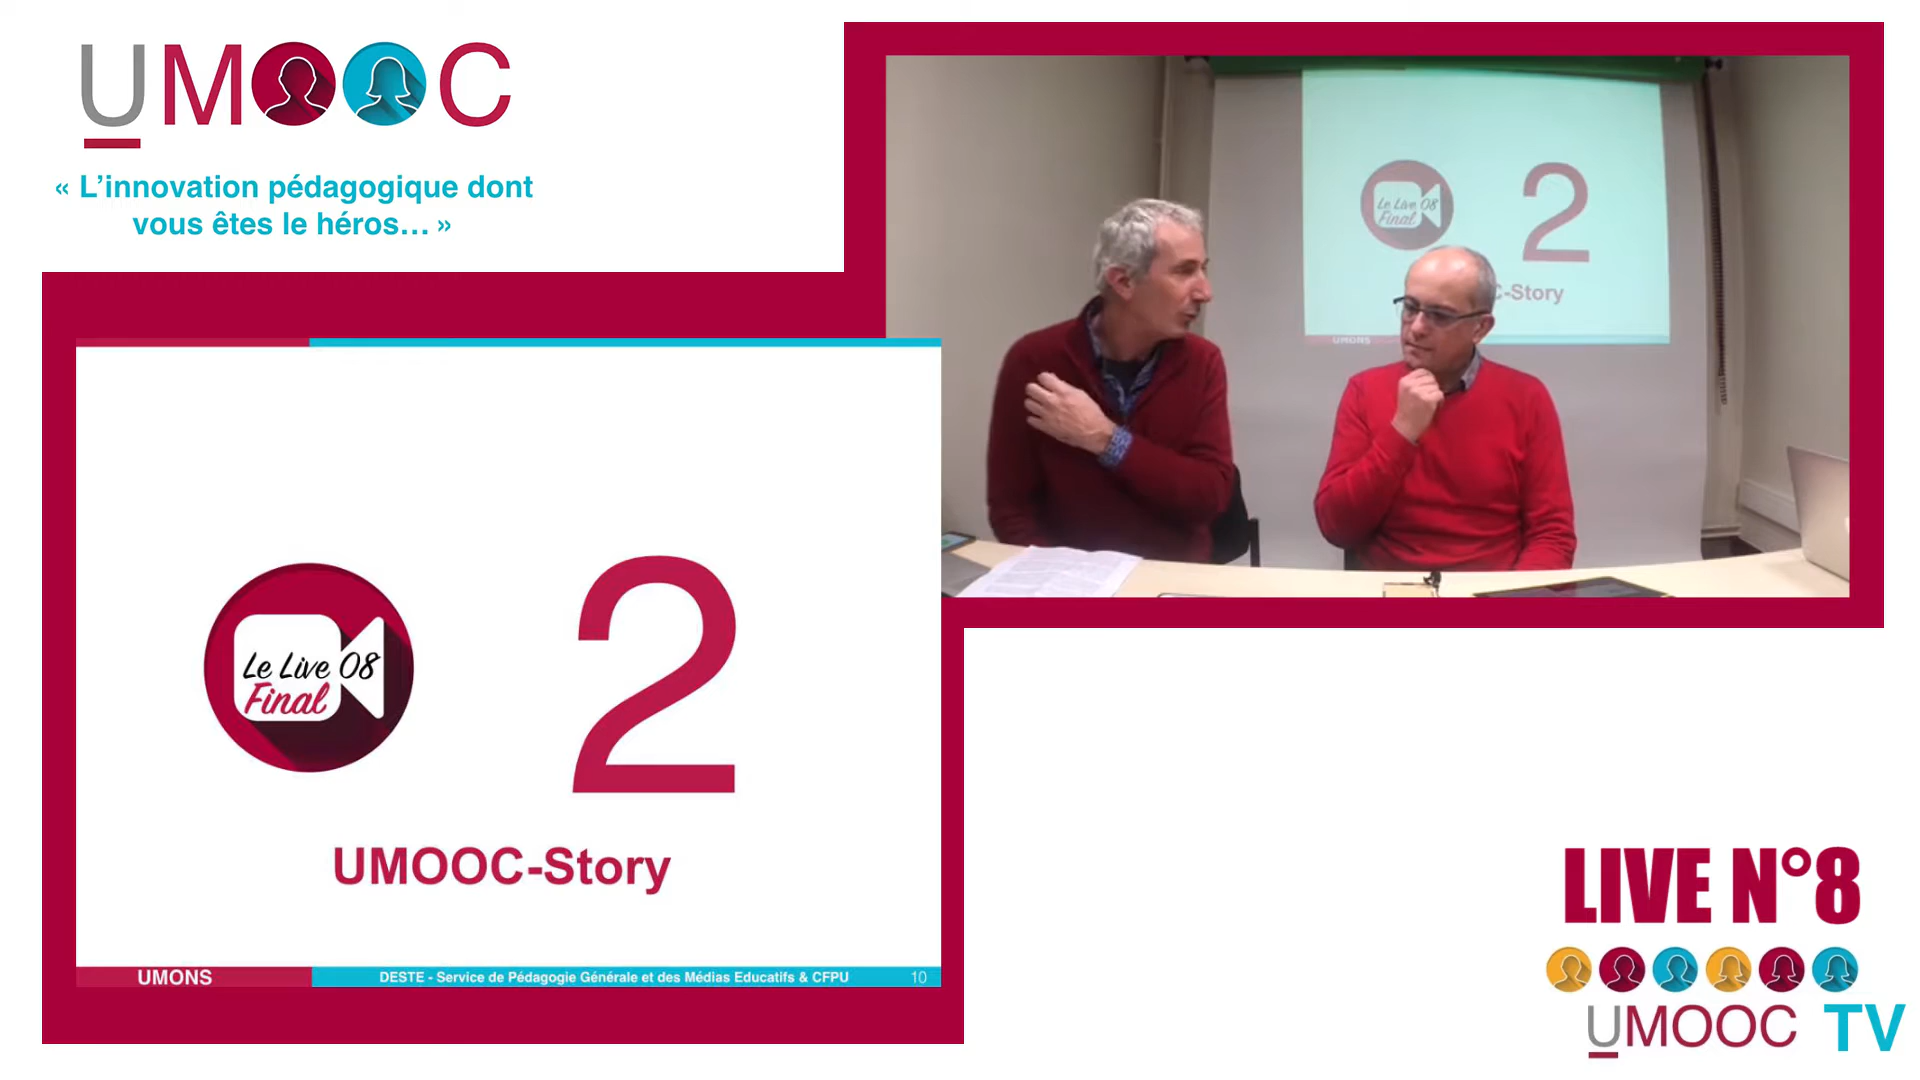 UMOOC
« L’innovation pédagogique dont
vous êtes le héros… »
Le Live 08
Final
2
C-Story
UMONS
Le Live 08
Final
2
UMOOC-Story
UMONS
DESTE - Service de Pédagogie Générale et des Médias Educatifs & CFPU
10
LIVE N°8
UMOOC TV